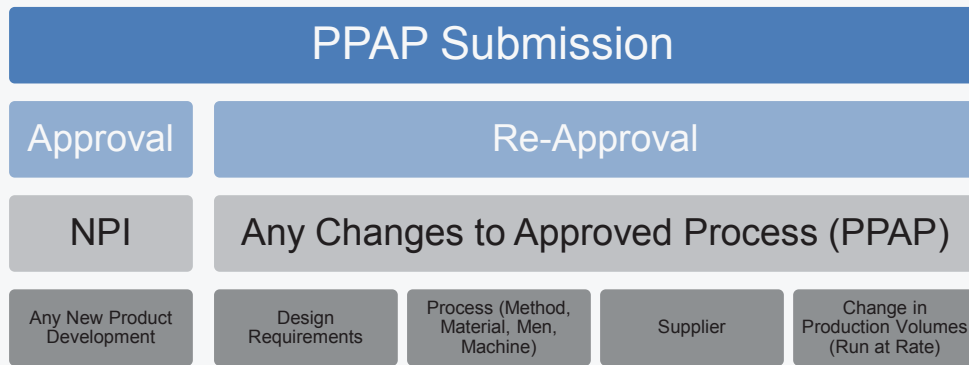 PPAP Submission
Approval
Re-Approval
NPI
Any Changes to Approved Process (PPAP)
Any New Product
Development
Design
Requirements
Process (Method,
Material, Men,
Machine)
Supplier
Change in
Production Volumes
(Run at Rate)